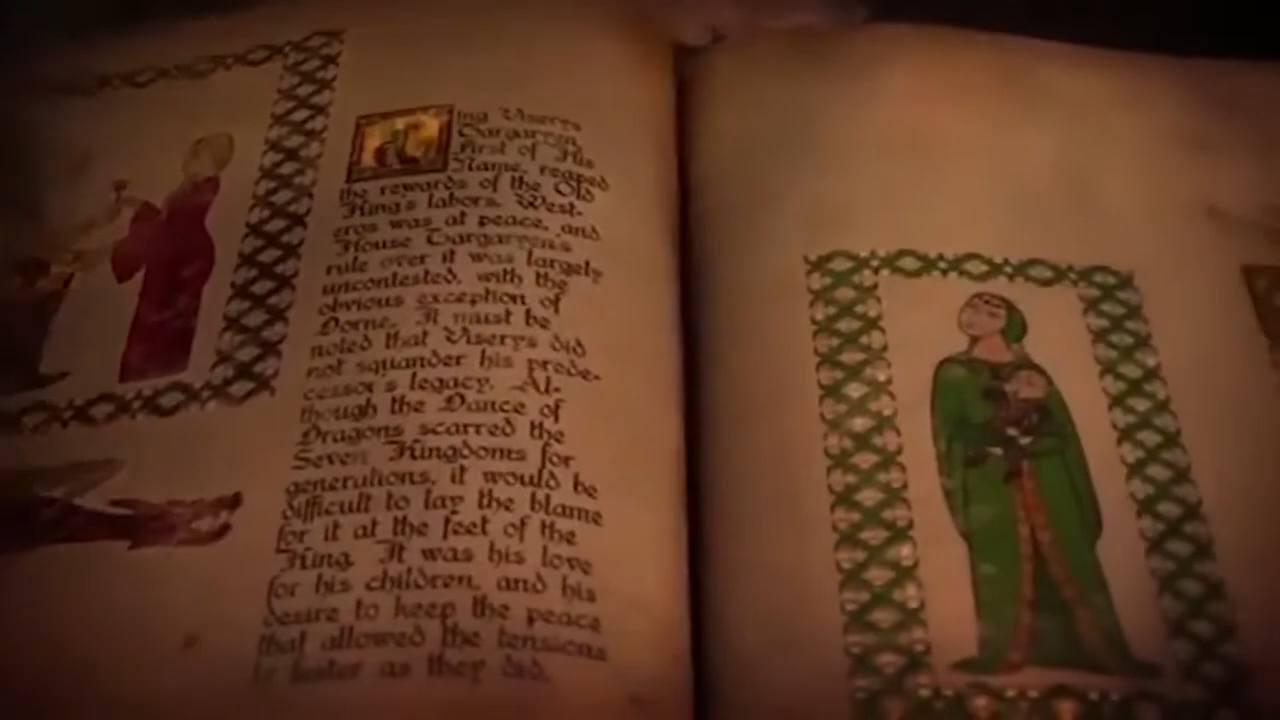 ing Viserys
Targaryen,
First of His
Name, reaped
the rewards of the Old
King's labors. West-
eros was at peace, and
House Targaryen's
rule over it was largely
uncontested, with the
obvious exception of
Dorne. It must be
noted that Viserys did
not squander his prede-
cessor's legacy. Al-
though the Dance of
Dragons scarred the
Seven Kingdoms for
generations, it would be
difficult to lay the blame
for it at the feet of the
King. It was his love
for his children, and his
desire to keep the peace
that allowed the tensions
to fester as they did.